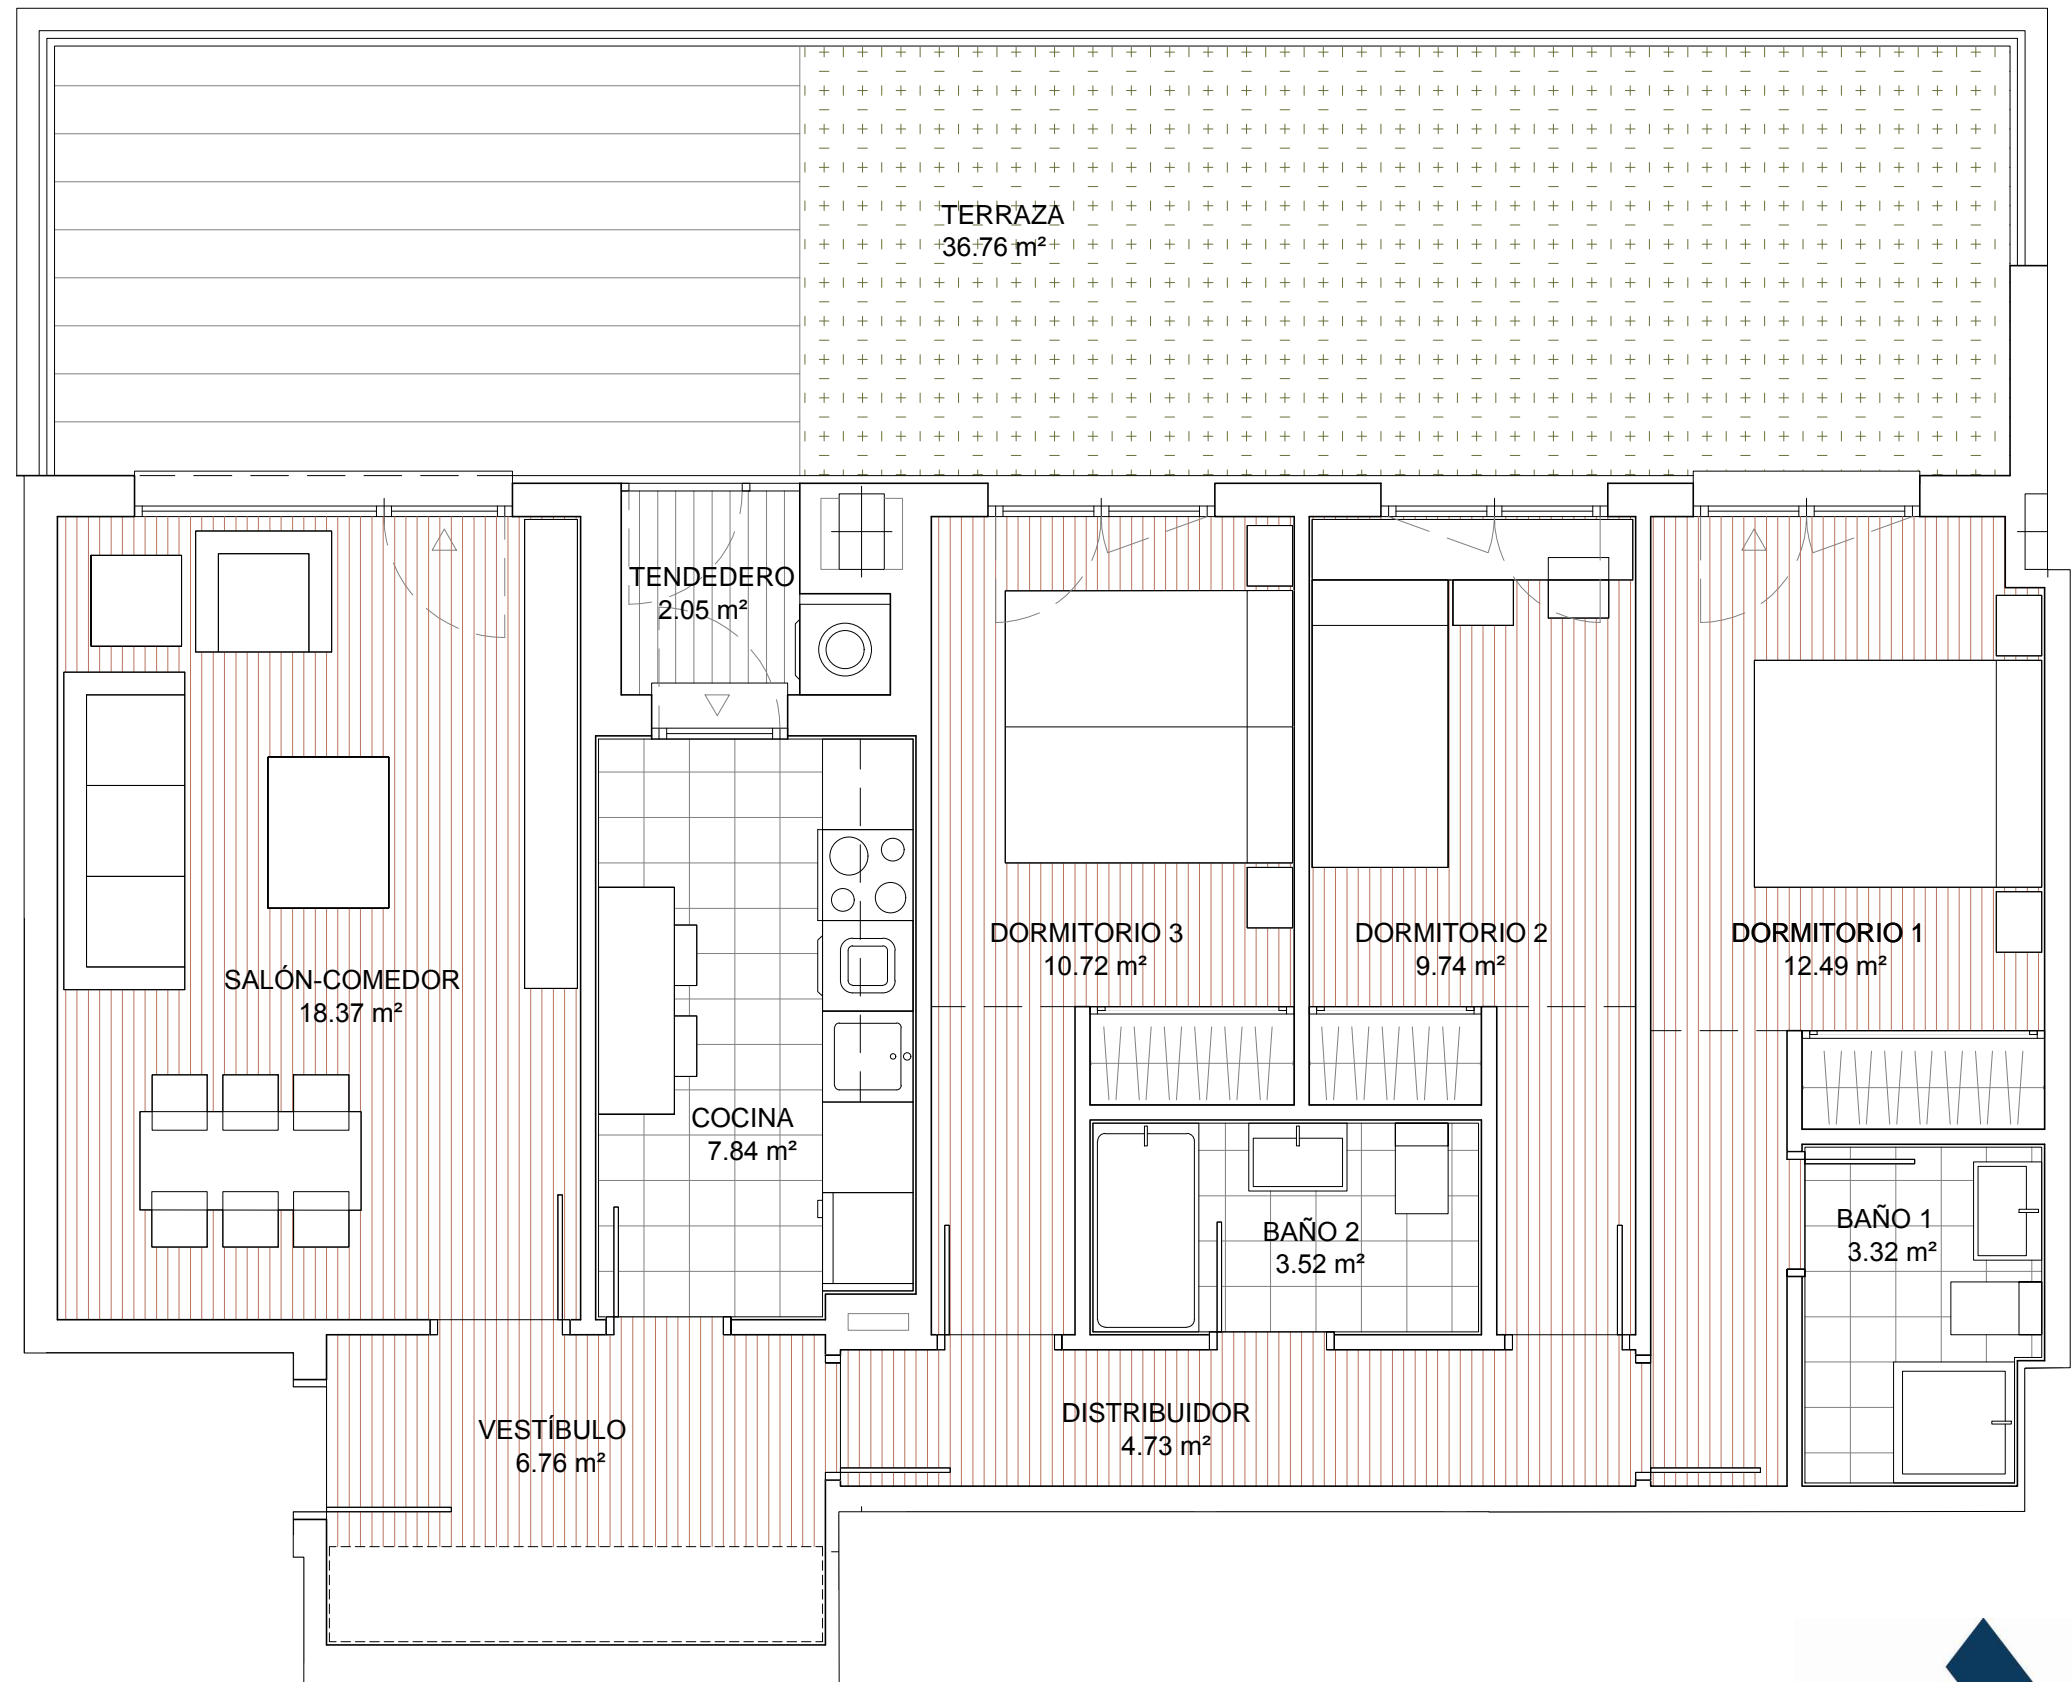 TERRAZA
36.76 m²
TENDEDERO
2.05 m²
DORMITORIO 3
10.72 m²
DORMITORIO 2
9.74 m²
DORMITORIO 1
12.49 m²
SALÓN-COMEDOR
18.37 m²
COCINA
7.84 m²
BAÑO 2
3.52 m²
BAÑO 1
3.32 m²
VESTÍBULO
6.76 m²
DISTRIBUIDOR
4.73 m²